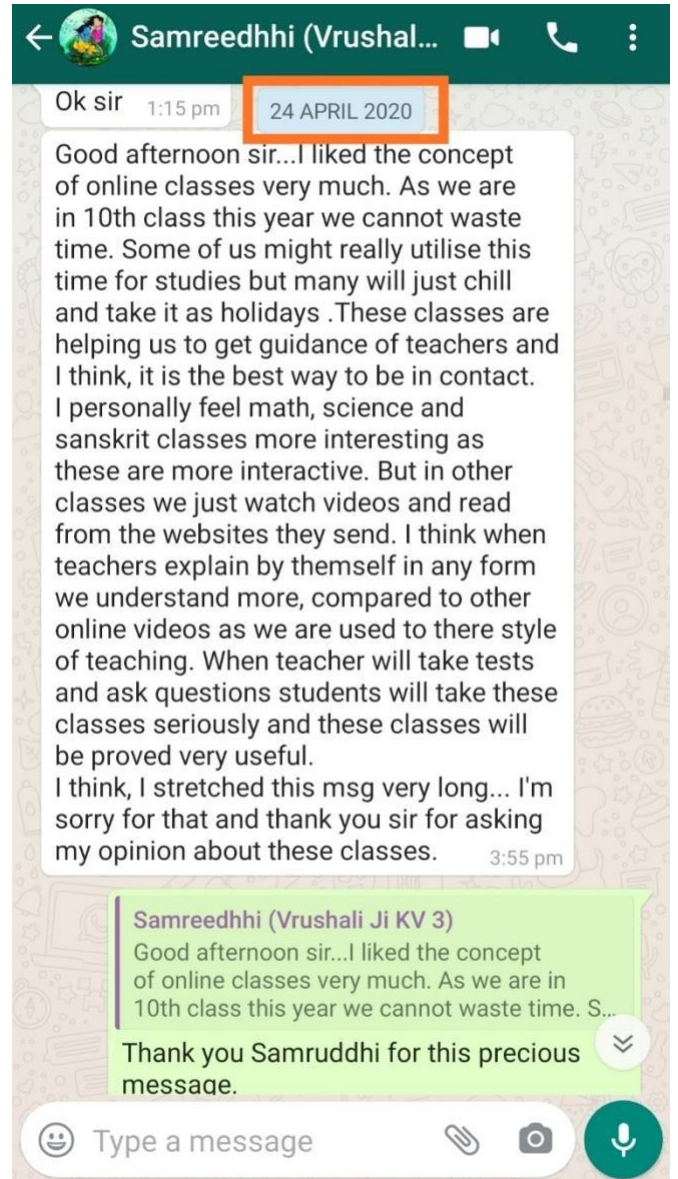 Samreedhhi (Vrushal...
Ok sir 1:15 pm
24 APRIL 2020
Good afternoon sir...I liked the concept
of online classes very much. As we are
in 10th class this year we cannot waste
time. Some of us might really utilise this
time for studies but many will just chill
and take it as holidays .These classes are
helping us to get guidance of teachers and
I think, it is the best way to be in contact.
I personally feel math, science and
sanskrit classes more interesting as
these are more interactive. But in other
classes we just watch videos and read
from the websites they send. I think when
teachers explain by themself in any form
we understand more, compared to other
online videos as we are used to there style
of teaching. When teacher will take tests
and ask questions students will take these
classes seriously and these classes will
be proved very useful.
I think, I stretched this msg very long... I'm
sorry for that and thank you sir for asking
my opinion about these classes. 3:55 pm
Samreedhhi (Vrushali Ji KV 3)
Good afternoon sir...I liked the concept
of online classes very much. As we are in
10th class this year we cannot waste time. S...
Thank you Samruddhi for this precious
message.
Type a message